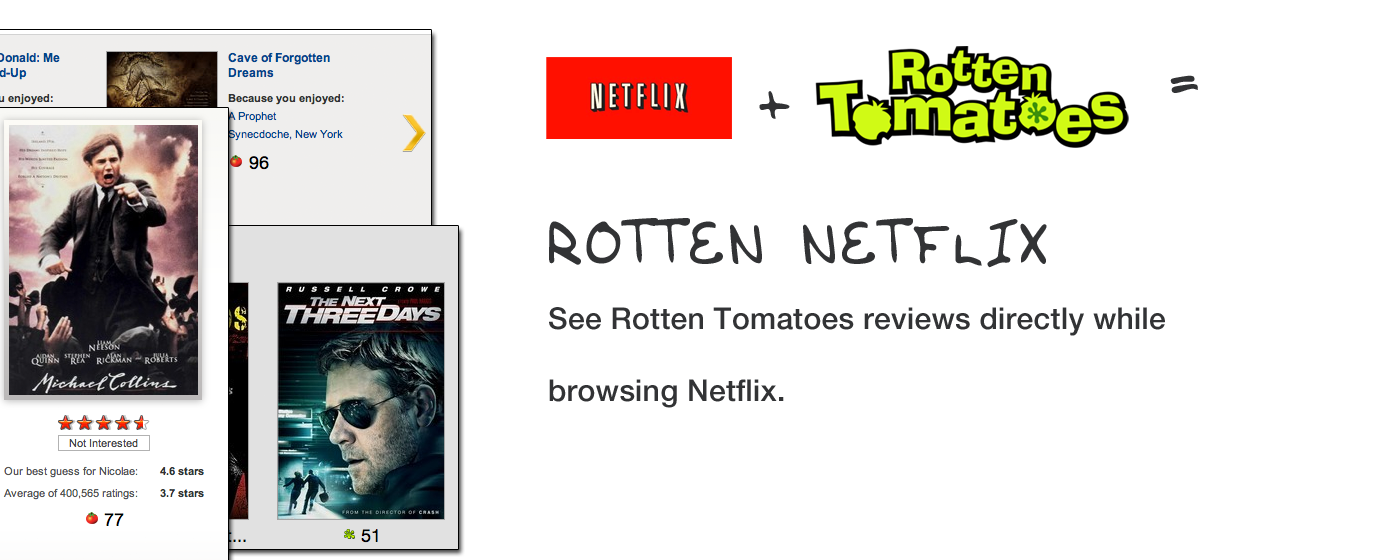 Donald: Me
d-Up
u enjoyed:
Cave of Forgotten
Dreams
Because you enjoyed:
A Prophet
Synecdoche, New York
96
LIAM
NEESON
AIDAN
QUINN
STEPHEN
REA
ALAN
RICKMAN
JULIA
ROBERTS
Michael Collins
Not Interested
Our best guess for Nicolae: 4.6 stars
Average of 400,565 ratings: 3.7 stars
77
RUSSELL CROWE
THE NEXT
THREE DAYS
FROM THE DIRECTOR OF CRASH
t...
51
NETFLIX
+
Rotten
Tomatoes
=
ROTTEN NETFLIX
See Rotten Tomatoes reviews directly while
browsing Netflix.